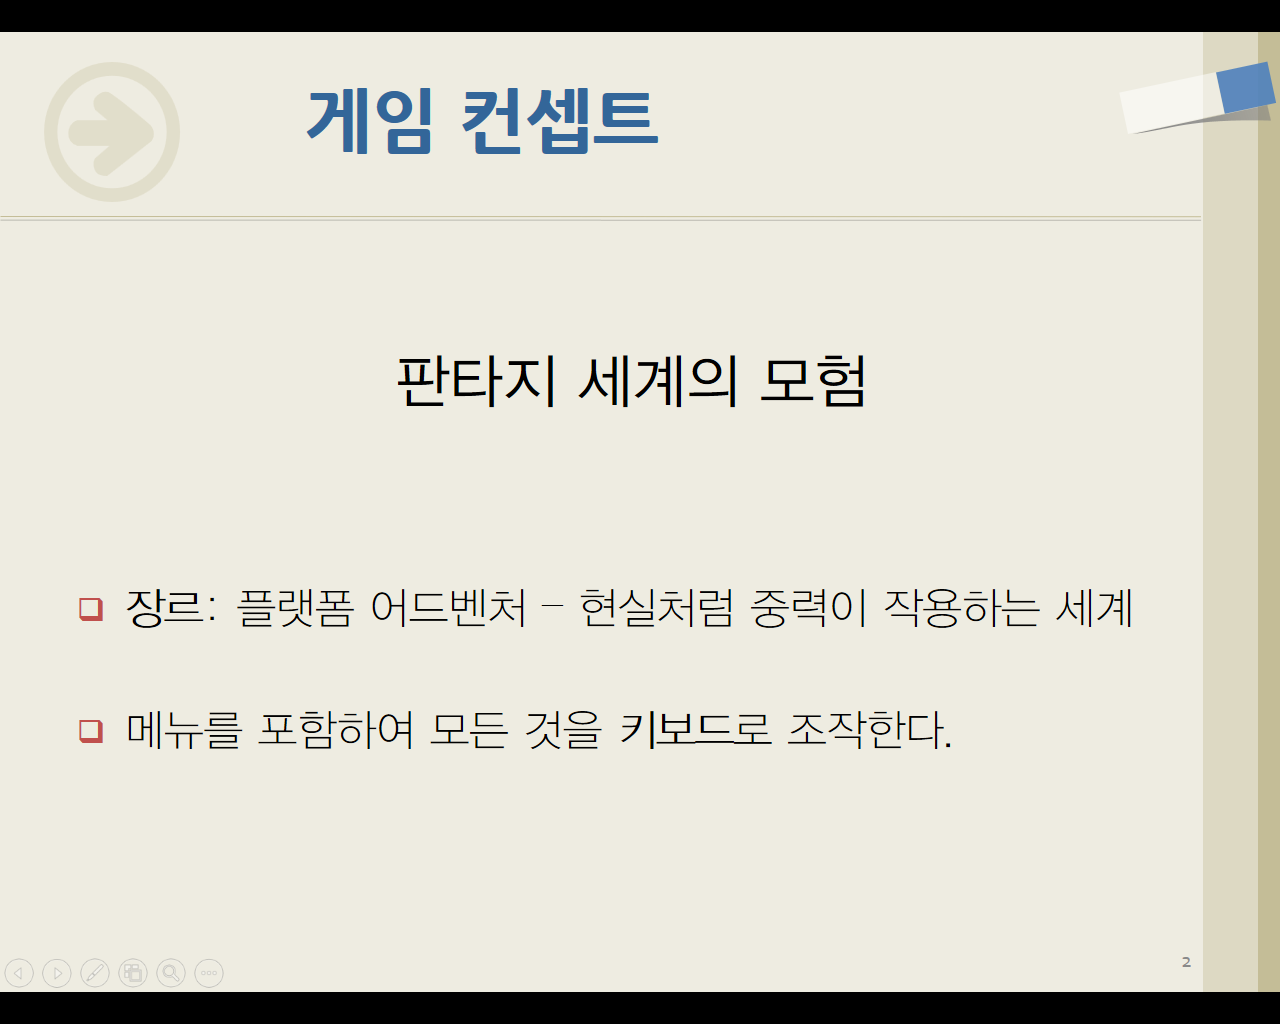 게임 컨셉트
판타지 세계의 모험
장르: 플랫폼 어드벤처 – 현실처럼 중력이 작용하는 세계
메뉴를 포함하여 모든 것을 키보드로 조작한다.
2